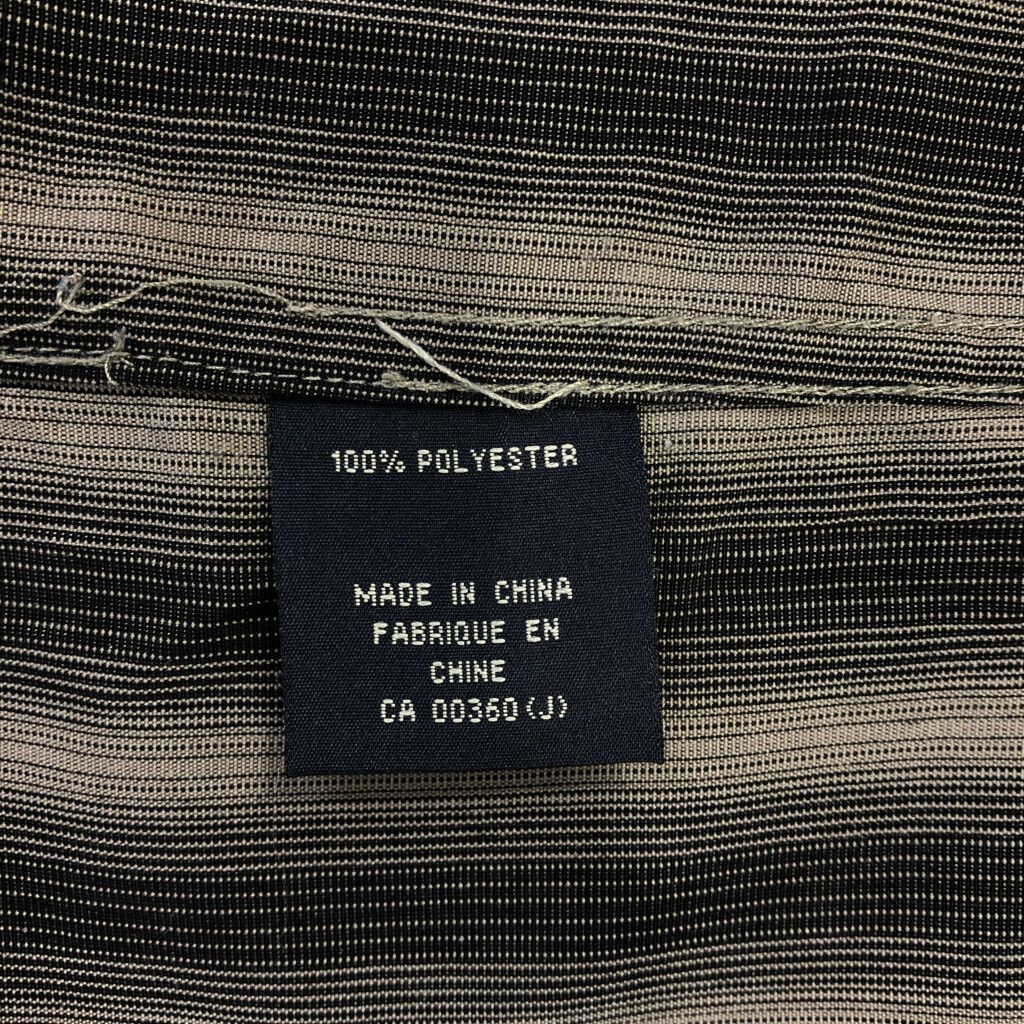 100% POLYESTER
MADE IN CHINA
FABRIQUE EN
CHINE
CA 00360 (J)